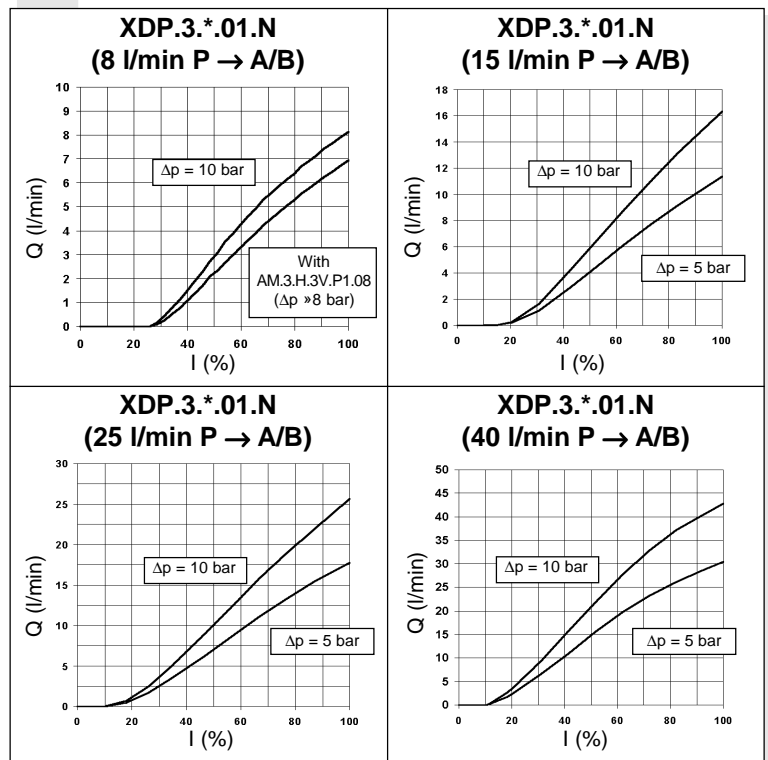 XDP.3.*.01.N
(8 l/min P → A/B)
10
9
8
7
6
5
4
3
2
1
0
Q (l/min)
Δp = 10 bar
With
AM.3.H.3V.P1.08
(Δp »8 bar)
0 20 40 60 80 100
I (%)
XDP.3.*.01.N
(15 l/min P → A/B)
18
16
14
12
10
8
6
4
2
0
Q (l/min)
Δp = 10 bar
Δp = 5 bar
0 20 40 60 80 100
I (%)
XDP.3.*.01.N
(25 l/min P → A/B)
30
25
20
15
10
5
0
Q (l/min)
Δp = 10 bar
Δp = 5 bar
0 20 40 60 80 100
I (%)
XDP.3.*.01.N
(40 l/min P → A/B)
50
45
40
35
30
25
20
15
10
5
0
Q (l/min)
Δp = 10 bar
Δp = 5 bar
0 20 40 60 80 100
I (%)